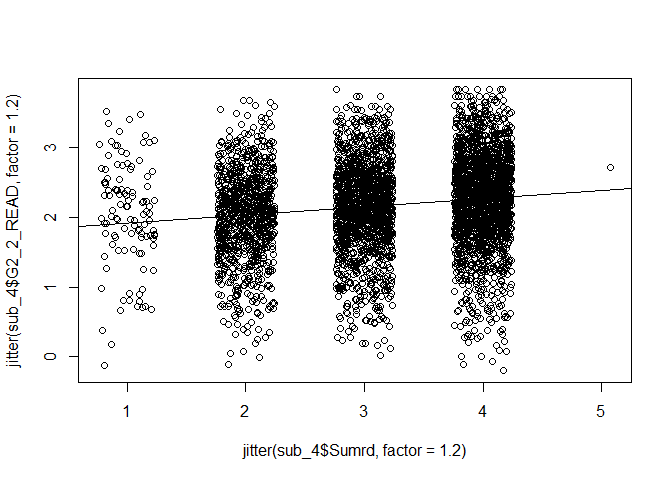 jitter(sub_4$G2_2_READ, factor = 1.2)
3
2
1
0
1 2 3 4 5
jitter(sub_4$Sumrd, factor = 1.2)